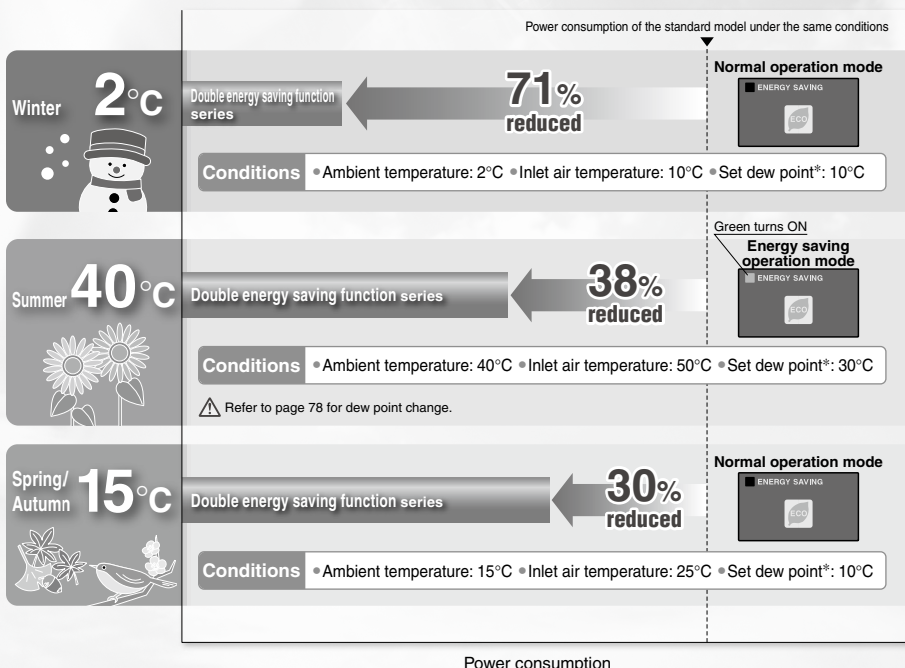 Power consumption of the standard model under the same conditions
Winter 2°C
Double energy saving function
series
71%
reduced
Normal operation mode
ENERGY SAVING
ECO
Conditions •Ambient temperature: 2°C •Inlet air temperature: 10°C •Set dew point*: 10°C
Green turns ON
Energy saving
operation mode
Summer 40°C
Double energy saving function series
38%
reduced
ENERGY SAVING
ECO
Conditions •Ambient temperature: 40°C •Inlet air temperature: 50°C •Set dew point*: 30°C
Refer to page 78 for dew point change.
Spring/
Autumn 15°C
Double energy saving function series
30%
reduced
Normal operation mode
ENERGY SAVING
ECO
Conditions •Ambient temperature: 15°C •Inlet air temperature: 25°C •Set dew point*: 10°C
Power consumption